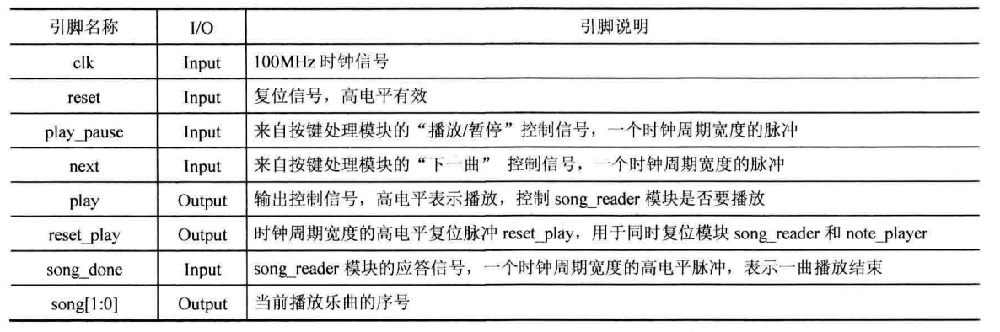 引脚名称 I/O 引脚说明
clk Input 100MHz 时钟信号
reset Input 复位信号，高电平有效
play_pause Input 来自按键处理模块的“播放/暂停”控制信号，一个时钟周期宽度的脉冲
next Input 来自按键处理模块的“下一曲” 控制信号，一个时钟周期宽度的脉冲
play Output 输出控制信号，高电平表示播放，控制 song_reader 模块是否要播放
reset_play Output 时钟周期宽度的高电平复位脉冲 reset_play，用于同时复位模块 song_reader 和 note_player
song_done Input song_reader 模块的应答信号，一个时钟周期宽度的高电平脉冲，表示一曲播放结束
song[1:0] Output 当前播放乐曲的序号